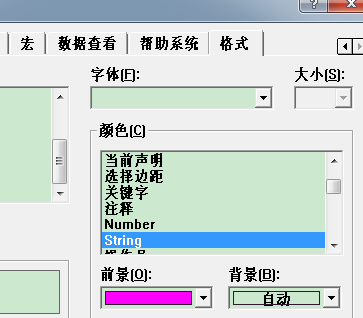 宏 数据查看 帮助系统 格式
字体(F): 大小(S):
颜色(C)
当前声明
选择边距
关键字
注释
Number
String
前景(O): 背景(B):
自动